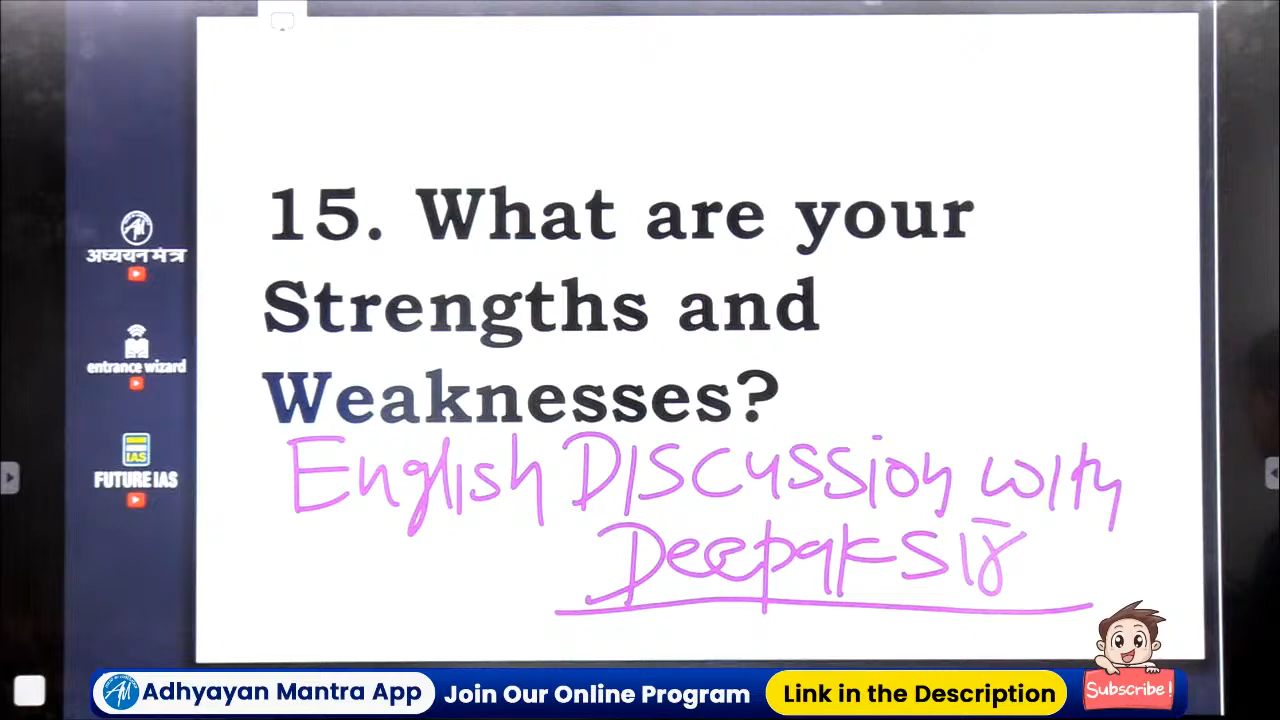 15. What are your
Strengths and
Weaknesses?
English Discussion with
Deepak sir
अध्ययन मंत्र
entrance wizard
IAS
FUTURE IAS
Adhyayan Mantra App
Join Our Online Program
Link in the Description
Subscribe!